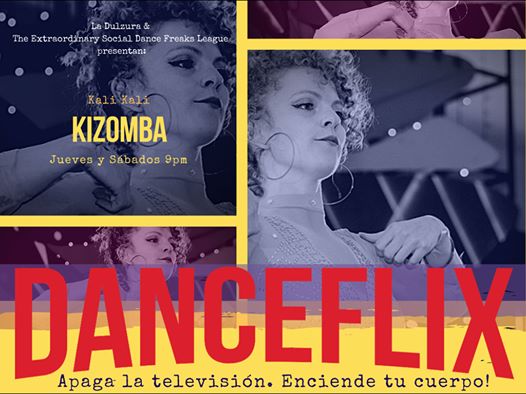 La Dulzura &
The Extraordinary Social Dance Freaks League
presentan:
Kali Kalí
KIZOMBA
Jueves y Sábados 9pm
DANCEFLIX
Apaga la televisión. Enciende tu cuerpo!